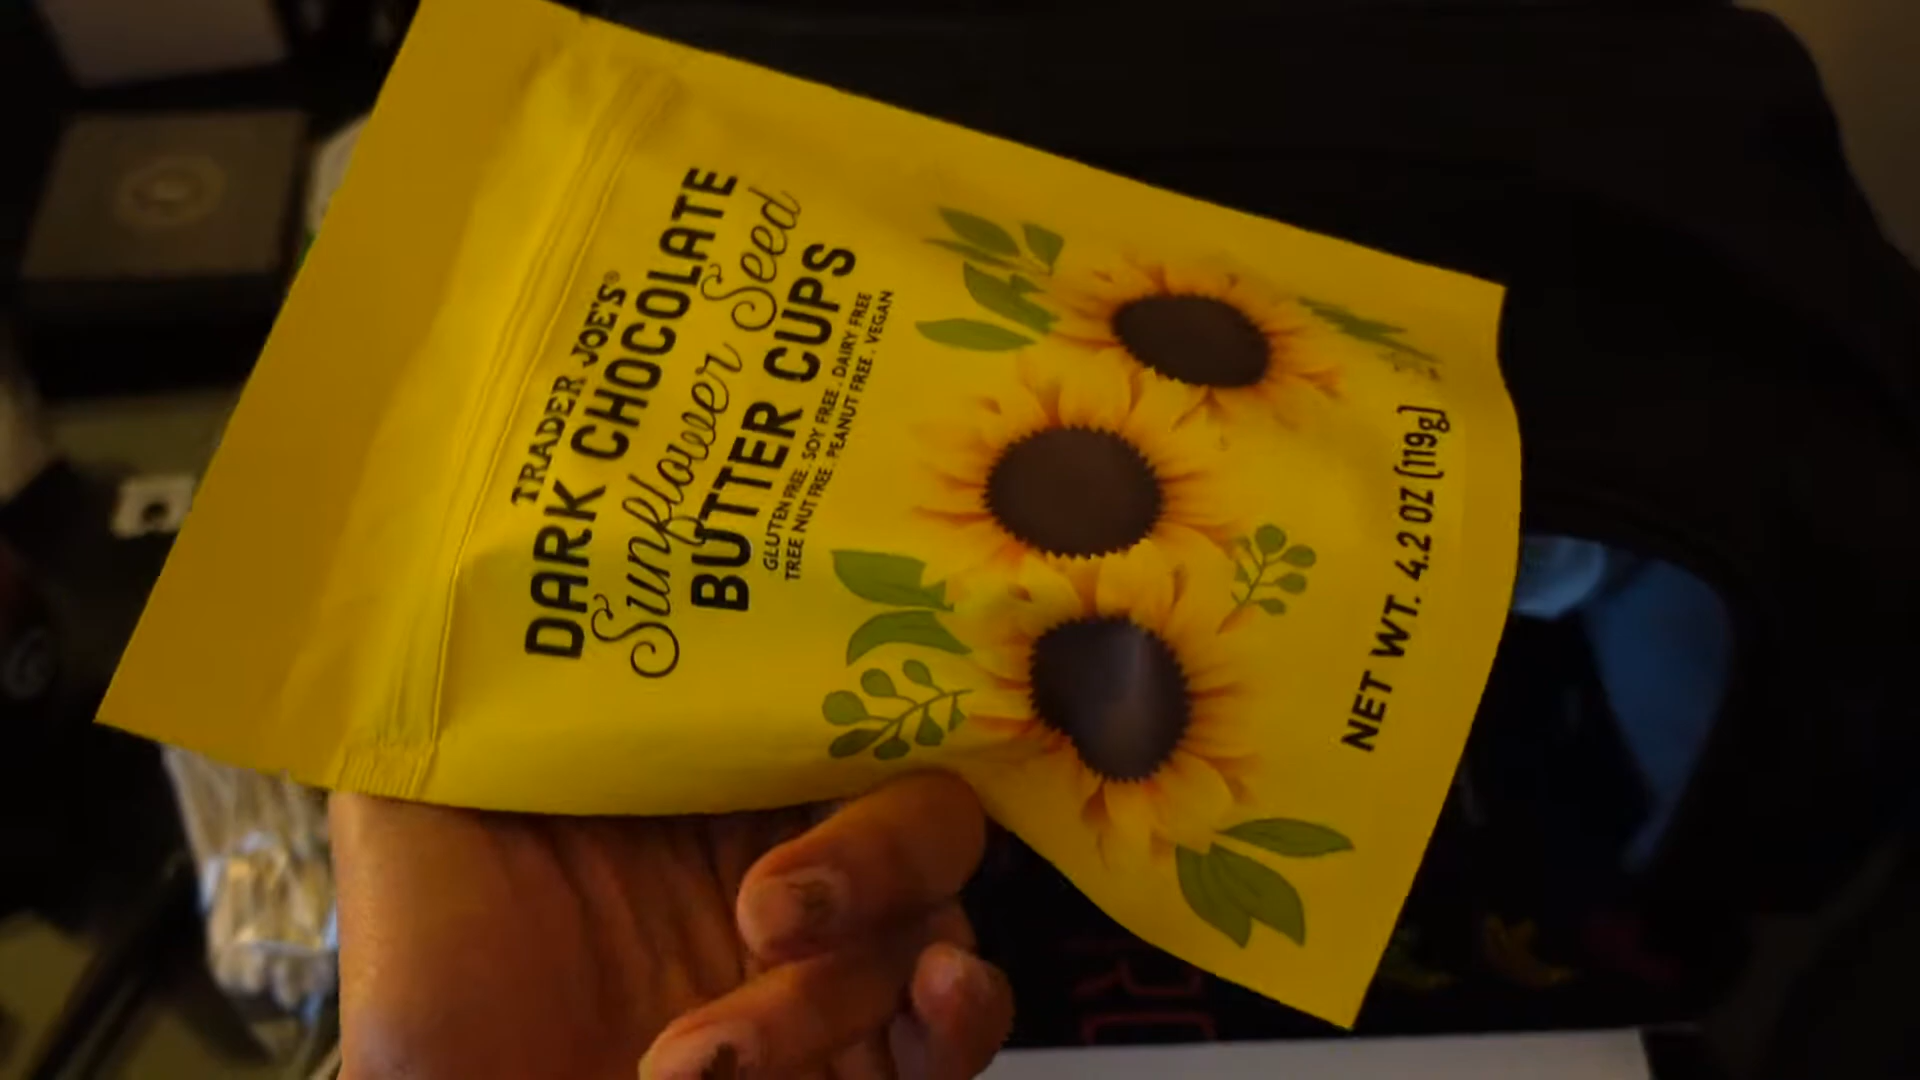 TRADER JOE'S®
DARK CHOCOLATE
Sunflower Seed
BUTTER CUPS
GLUTEN FREE . SOY FREE . DAIRY FREE
TREE NUT FREE . PEANUT FREE . VEGAN
NET WT. 4.2 OZ (119g)